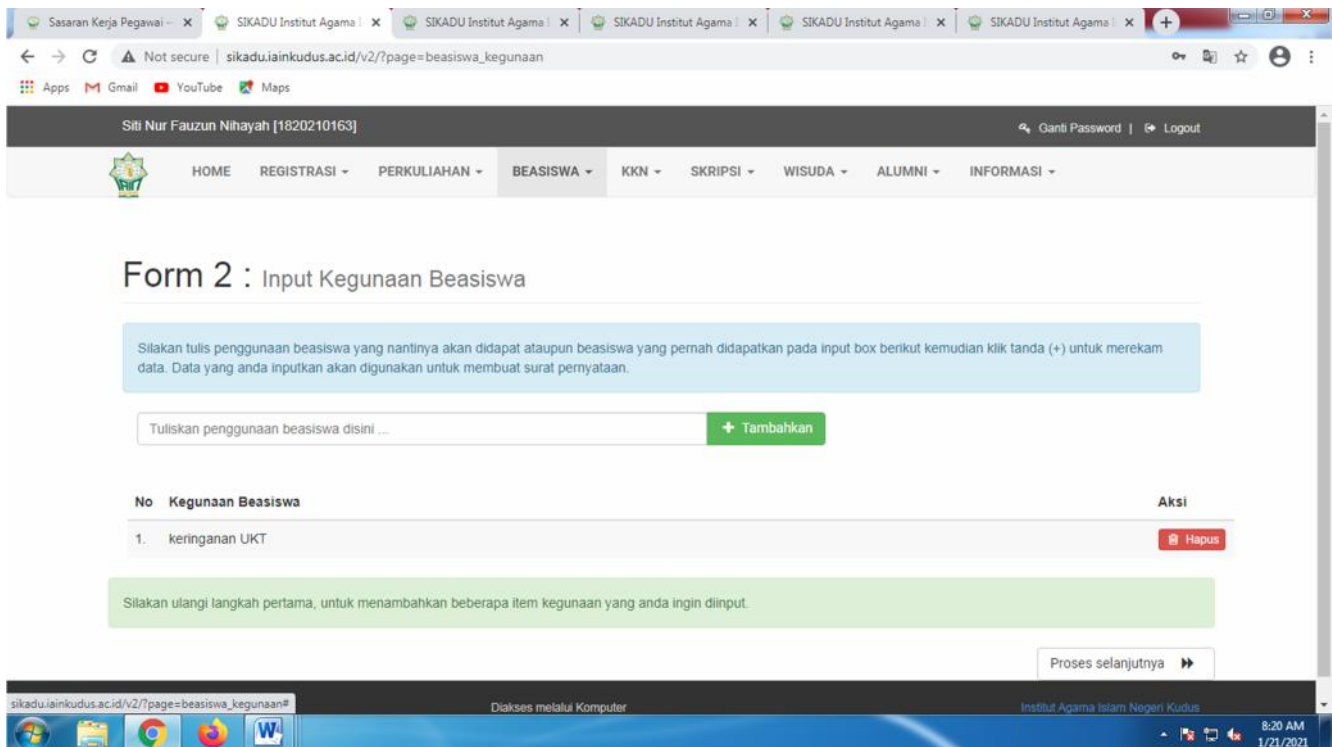 Sasaran Kerja Pegawai –
SIKADU Institut Agama I
SIKADU Institut Agama I
SIKADU Institut Agama I
SIKADU Institut Agama I
SIKADU Institut Agama I
Not secure | sikadu.iainkudus.ac.id/v2/?page=beasiswa_kegunaan
Apps Gmail YouTube Maps
Siti Nur Fauzun Nihayah [1820210163]
Ganti Password | Logout
IAIN
HOME REGISTRASI PERKULIAHAN BEASISWA KKN SKRIPSI WISUDA ALUMNI INFORMASI
Form 2 : Input Kegunaan Beasiswa
Silakan tulis penggunaan beasiswa yang nantinya akan didapat ataupun beasiswa yang pernah didapatkan pada input box berikut kemudian klik tanda (+) untuk merekam
data. Data yang anda inputkan akan digunakan untuk membuat surat pernyataan.
Tuliskan penggunaan beasiswa disini ...
+ Tambahkan
No Kegunaan Beasiswa Aksi
1. keringanan UKT Hapus
Silakan ulangi langkah pertama, untuk menambahkan beberapa item kegunaan yang anda ingin diinput.
Proses selanjutnya
sikadu.iainkudus.ac.id/v2/?page=beasiswa_kegunaan#
Diakses melalui Komputer
Institut Agama Islam Negeri Kudus
8:20 AM
1/21/2021